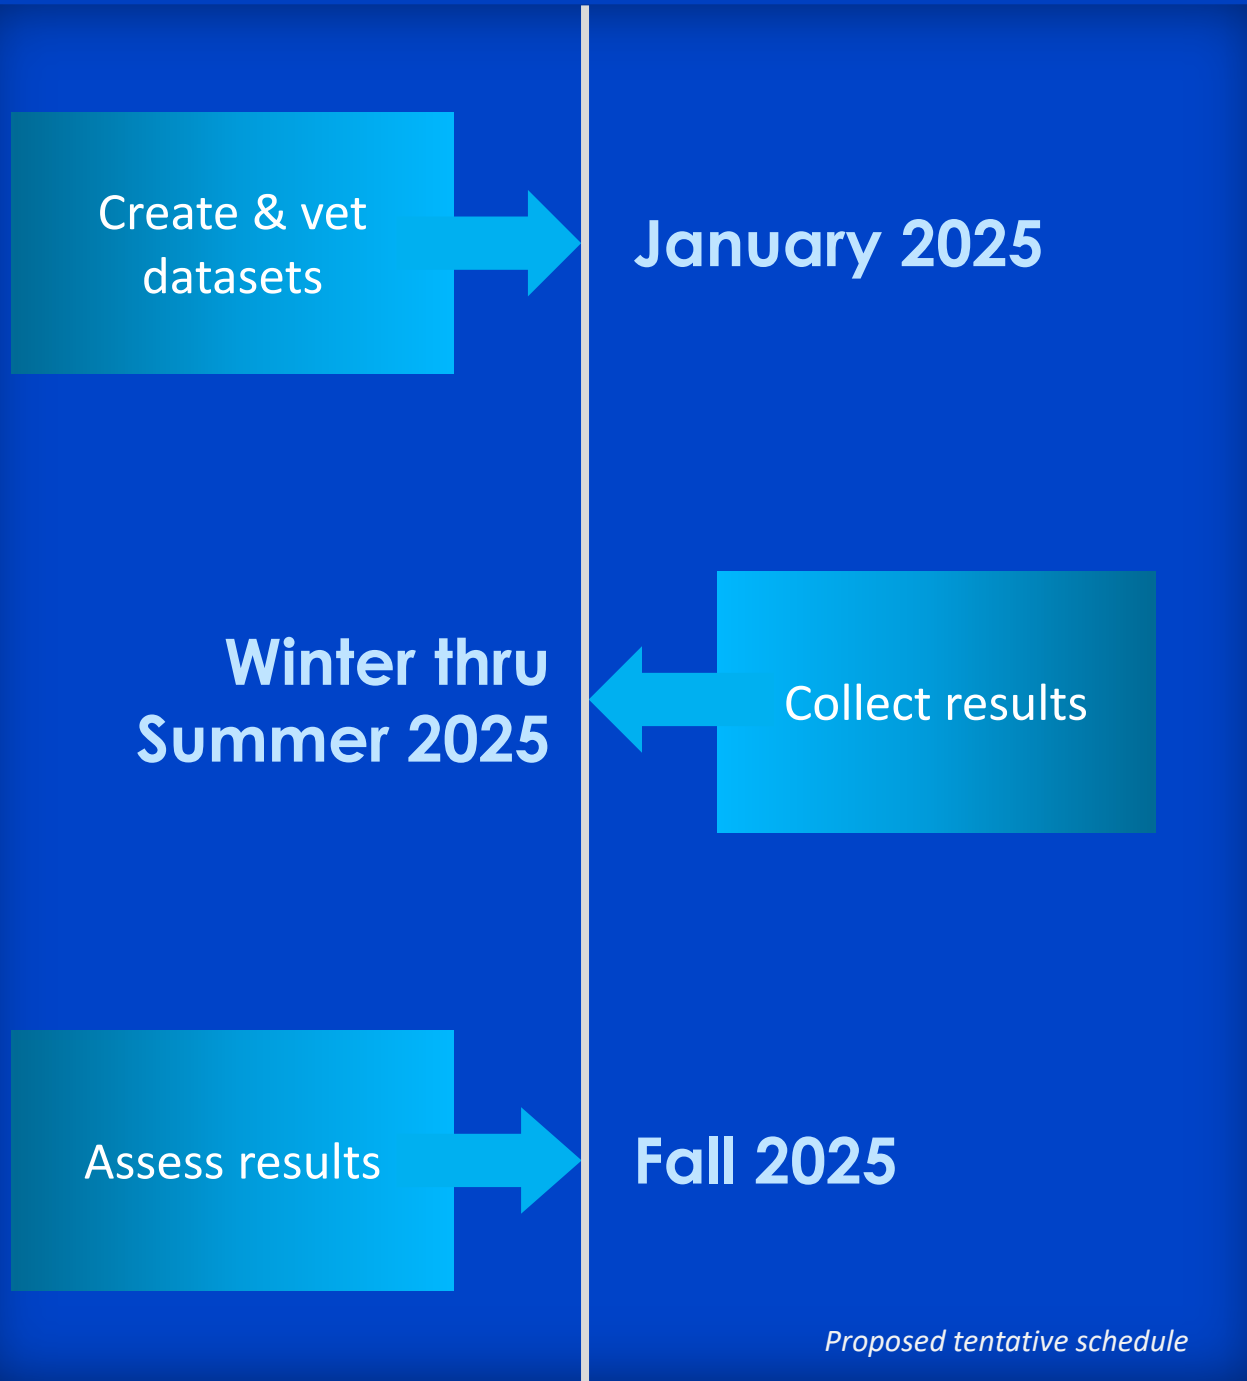 Create & vet
datasets
January 2025
Winter thru
Summer 2025
Collect results
Assess results
Fall 2025
Proposed tentative schedule